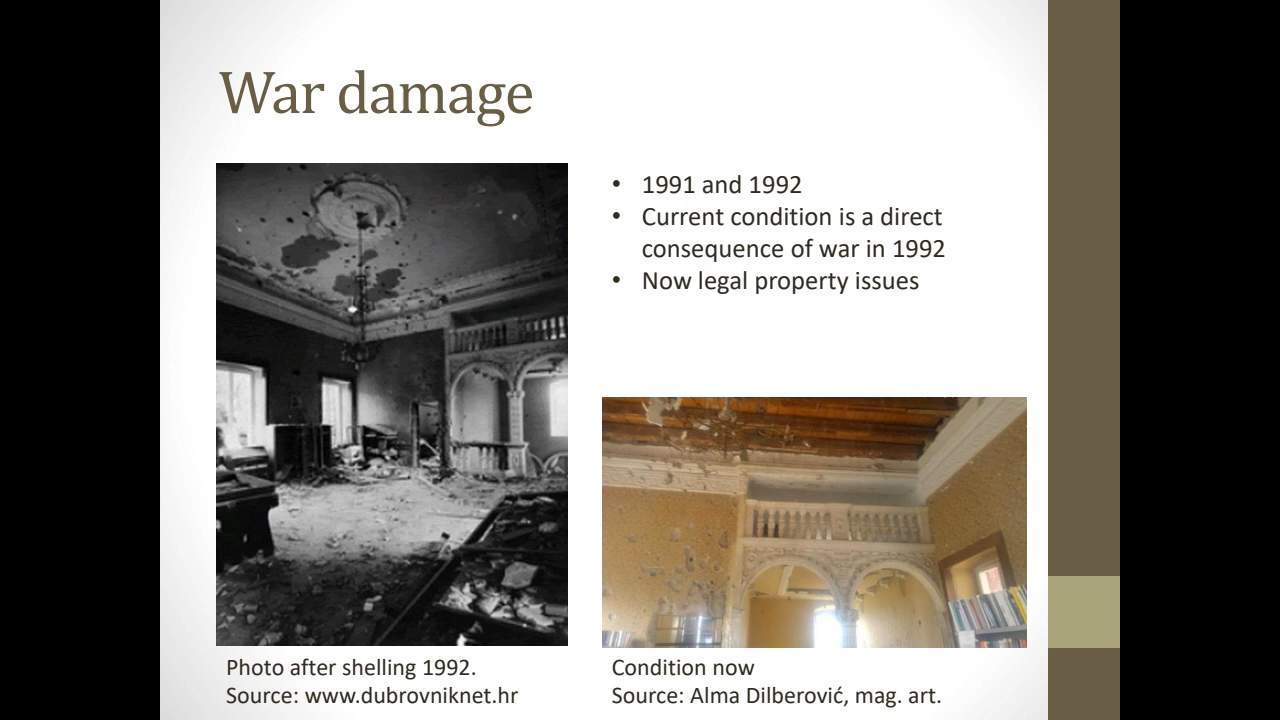 War damage
• 1991 and 1992
• Current condition is a direct
consequence of war in 1992
• Now legal property issues
Photo after shelling 1992.
Source: www.dubrovniknet.hr
Condition now
Source: Alma Dilberović, mag. art.